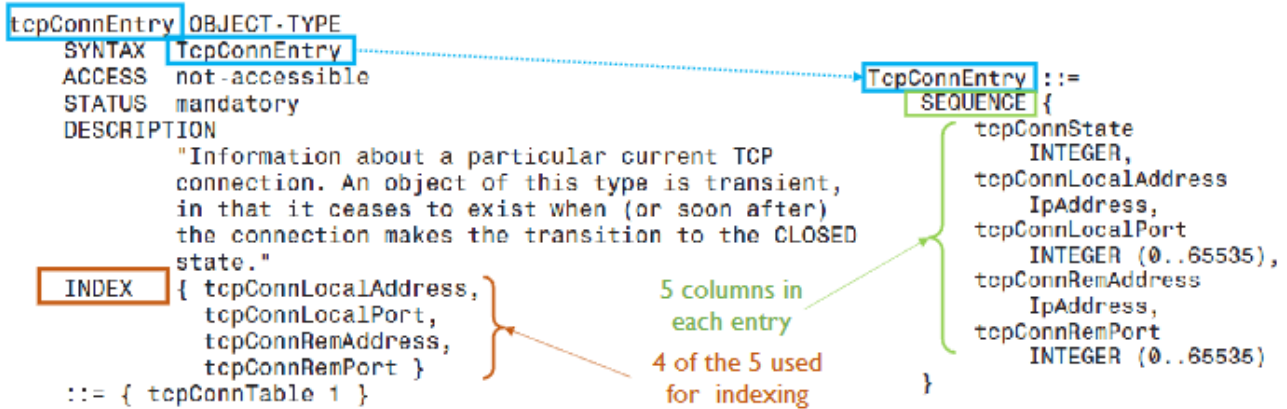 tcpConnEntry OBJECT-TYPE
SYNTAX TcpConnEntry
ACCESS not-accessible
STATUS mandatory
DESCRIPTION
"Information about a particular current TCP
connection. An object of this type is transient,
in that it ceases to exist when (or soon after)
the connection makes the transition to the CLOSED
state."
INDEX { tcpConnLocalAddress,
tcpConnLocalPort,
tcpConnRemAddress,
tcpConnRemPort }
::= { tcpConnTable 1 }
5 columns in
each entry
4 of the 5 used
for indexing
TcpConnEntry ::=
SEQUENCE {
tcpConnState
INTEGER,
tcpConnLocalAddress
IpAddress,
tcpConnLocalPort
INTEGER (0..65535),
tcpConnRemAddress
IpAddress,
tcpConnRemPort
INTEGER (0..65535)
}